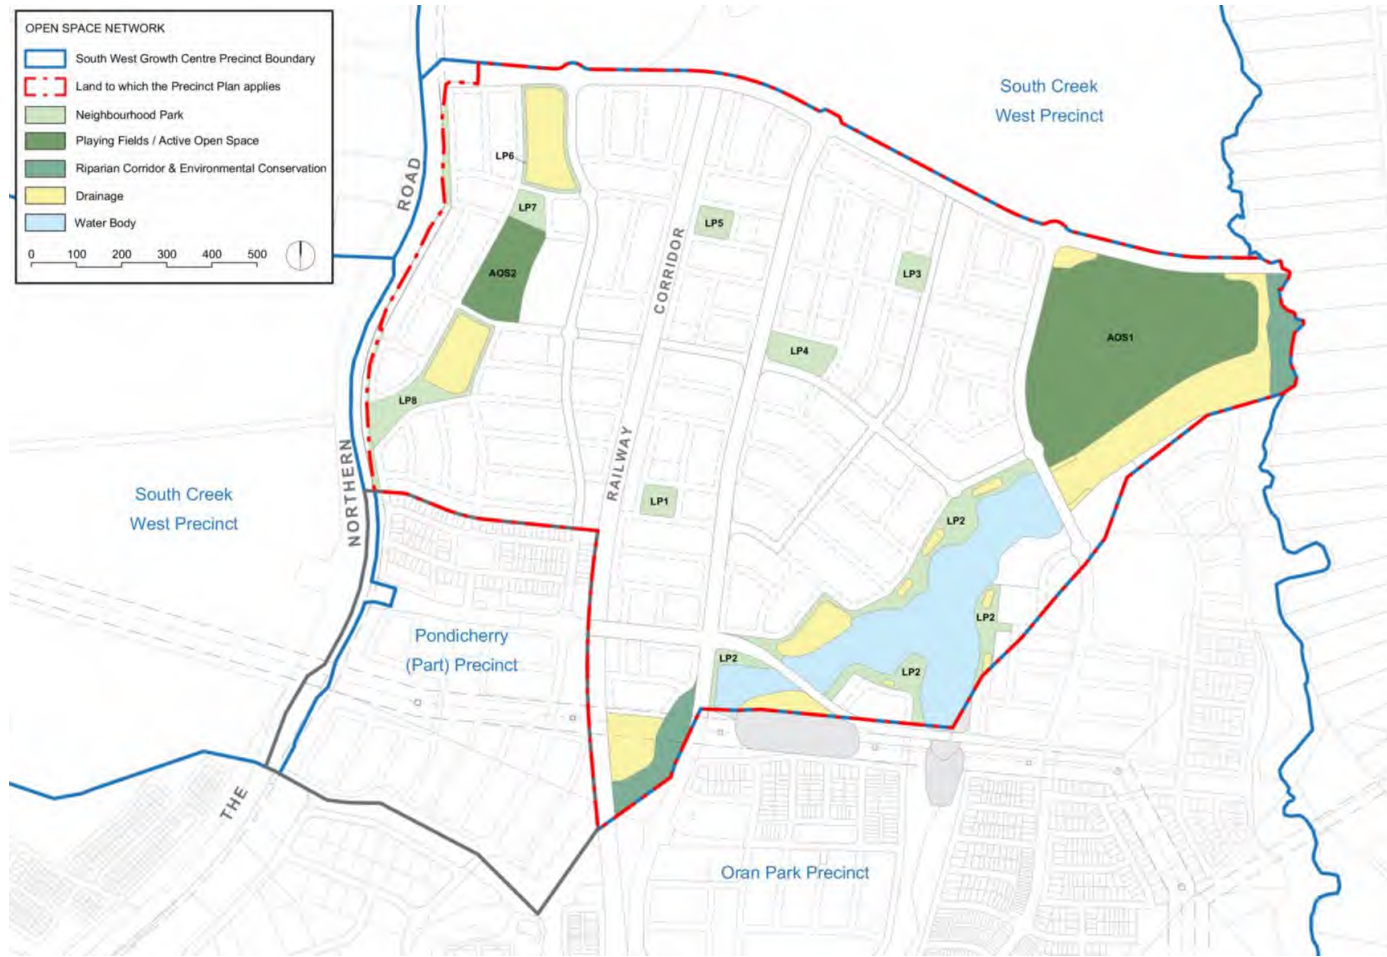 OPEN SPACE NETWORK
South West Growth Centre Precinct Boundary
Land to which the Precinct Plan applies
Neighbourhood Park
Playing Fields / Active Open Space
Riparian Corridor & Environmental Conservation
Drainage
Water Body
0 100 200 300 400 500
South Creek
West Precinct
ROAD
LP6
LP7
LP5
AOS2
CORRIDOR
LP3
AOS1
LP4
LP8
RAILWAY
NORTHERN
South Creek
West Precinct
LP1
LP2
LP2
Pondicherry
(Part) Precinct
LP2
LP2
THE
Oran Park Precinct